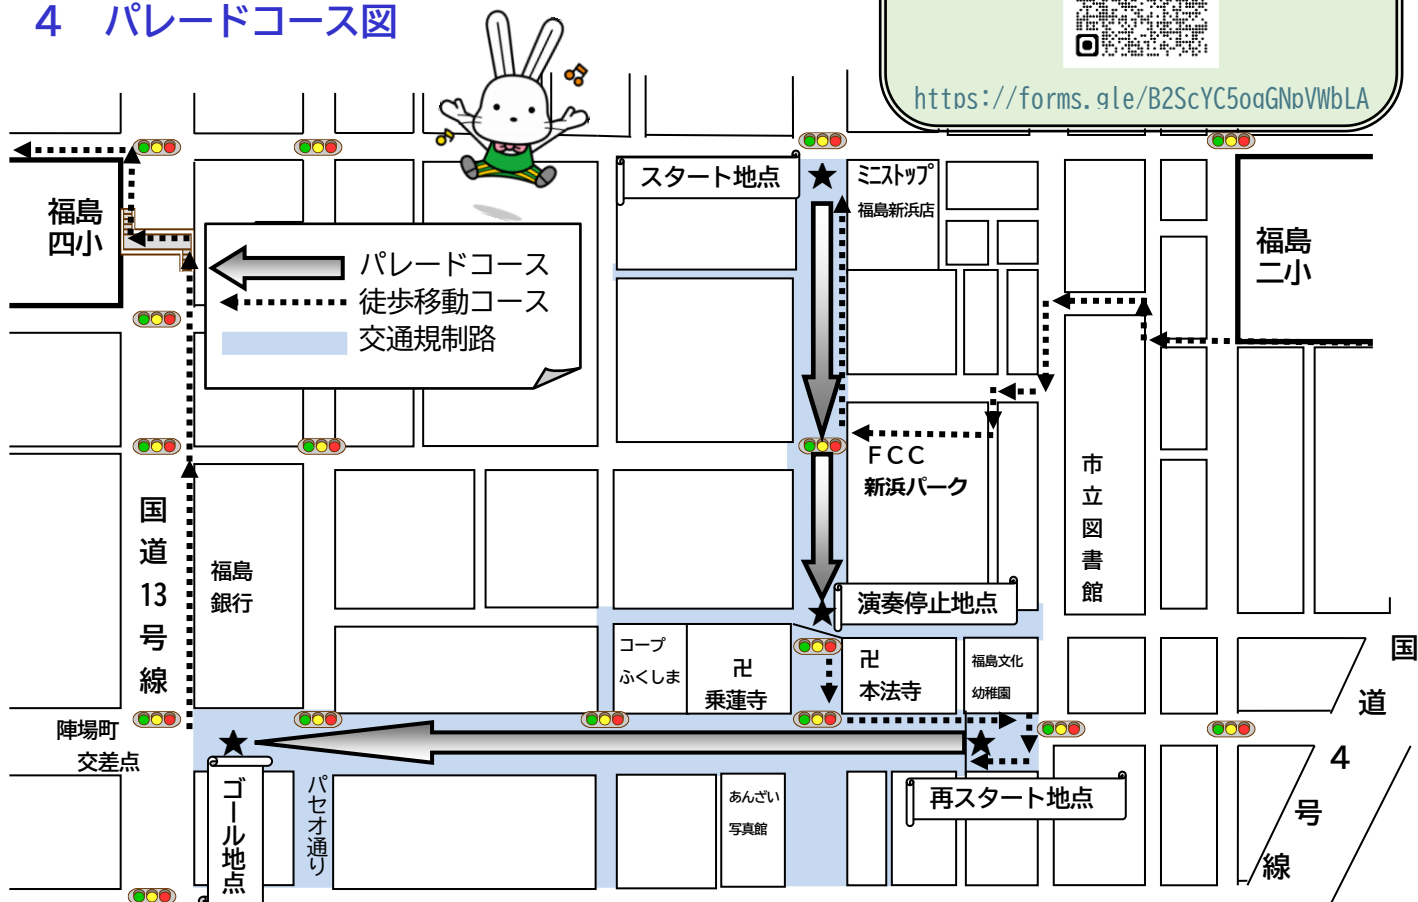 4 パレードコース図
https://forms.gle/B2ScYC5oqGNpVWbLA
スタート地点
ミニストップ
福島新浜店
福島
四小
福島
二小
パレードコース
徒歩移動コース
交通規制路
FCC
新浜パーク
市立図書館
国道13号線
福島
銀行
演奏停止地点
コープ
ふくしま
卍
乗蓮寺
卍
本法寺
福島文化
幼稚園
国道4号線
陣場町
交差点
ゴール地点
パセオ通り
あんざい
写真館
再スタート地点